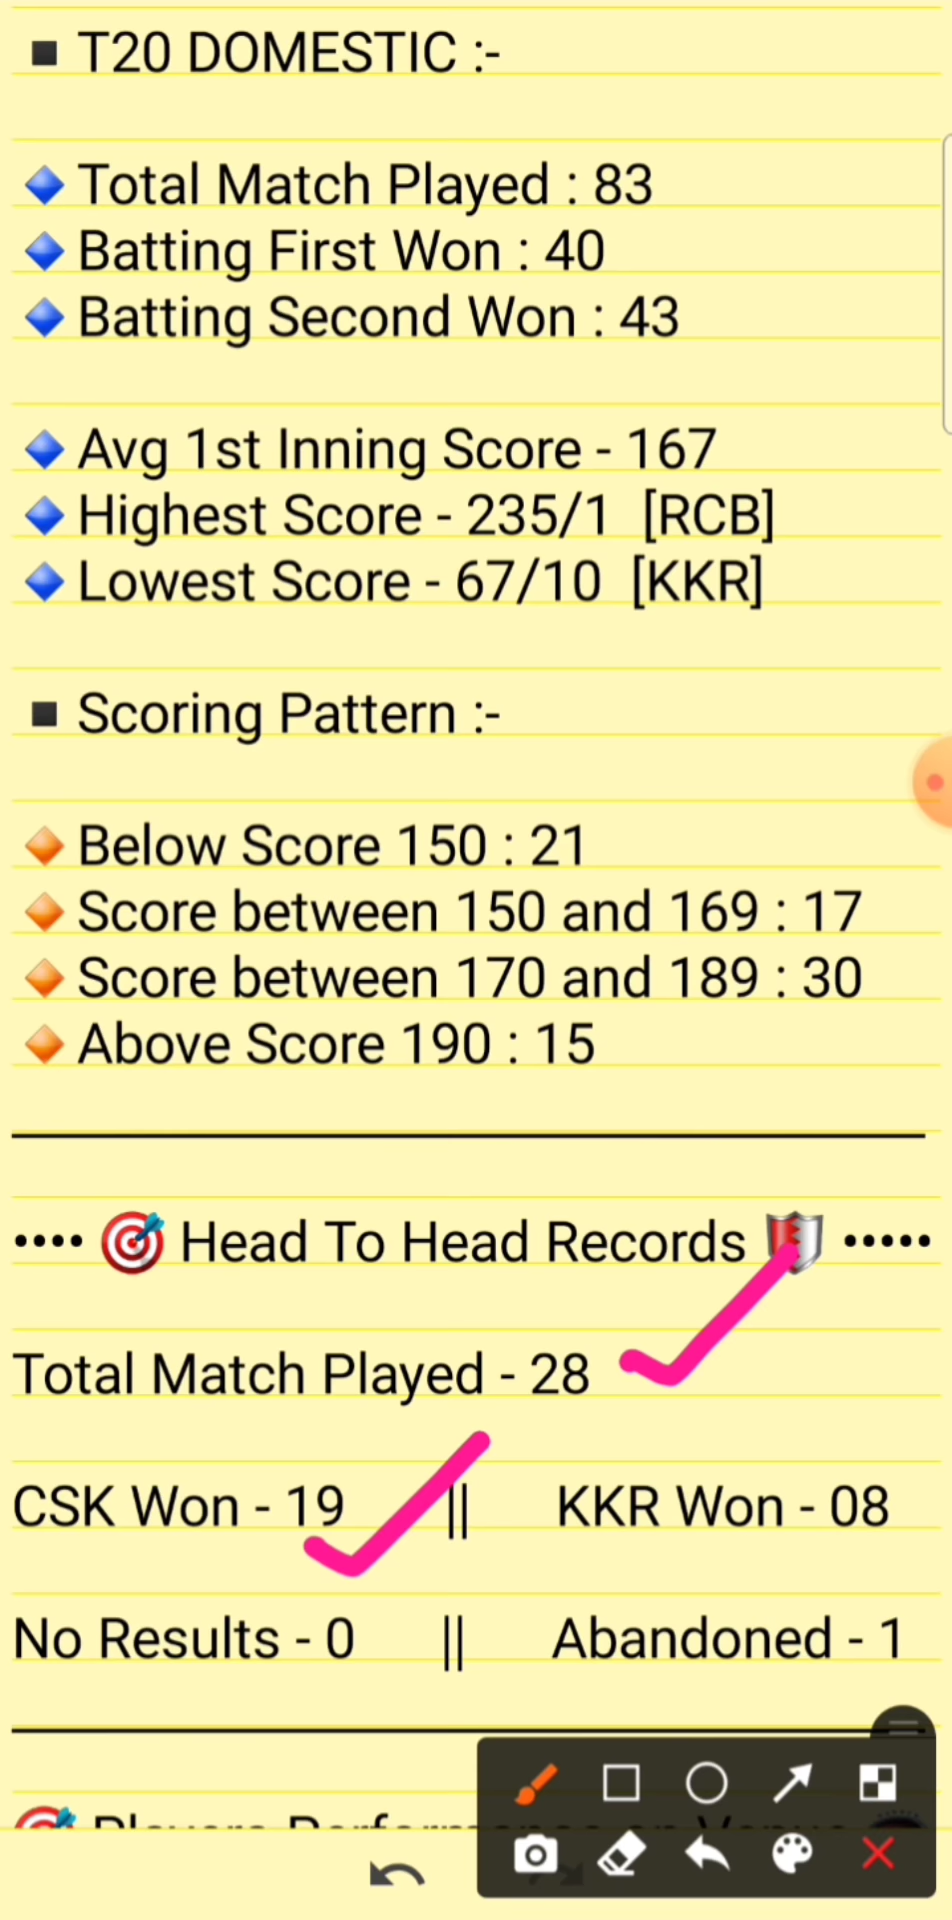 T20 DOMESTIC :-
Total Match Played : 83
Batting First Won : 40
Batting Second Won : 43
Avg 1st Inning Score - 167
Highest Score - 235/1 [RCB]
Lowest Score - 67/10 [KKR]
Scoring Pattern :-
Below Score 150 : 21
Score between 150 and 169 : 17
Score between 170 and 189 : 30
Above Score 190 : 15
•••• Head To Head Records •••••
Total Match Played - 28
CSK Won - 19 || KKR Won - 08
No Results - 0 || Abandoned - 1